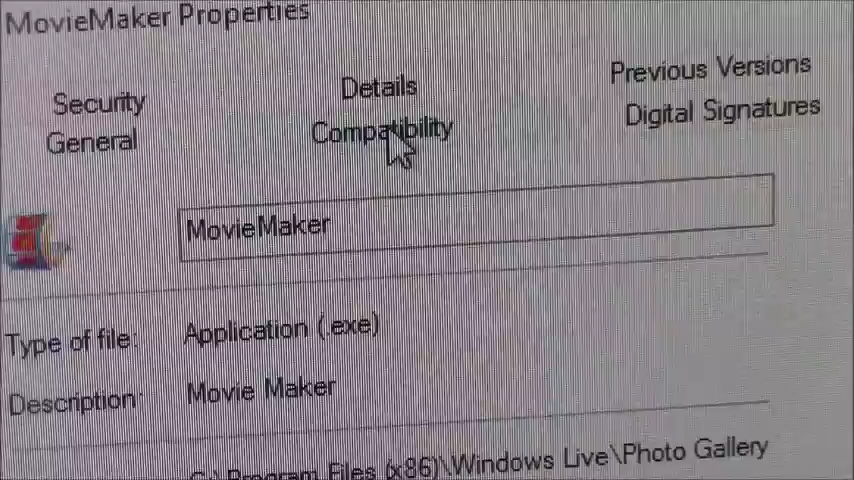 MovieMaker Properties
Security Details Previous Versions
General Compatibility Digital Signatures
MovieMaker
Type of file: Application (.exe)
Description: Movie Maker
C:\Program Files (x86)\Windows Live\Photo Gallery